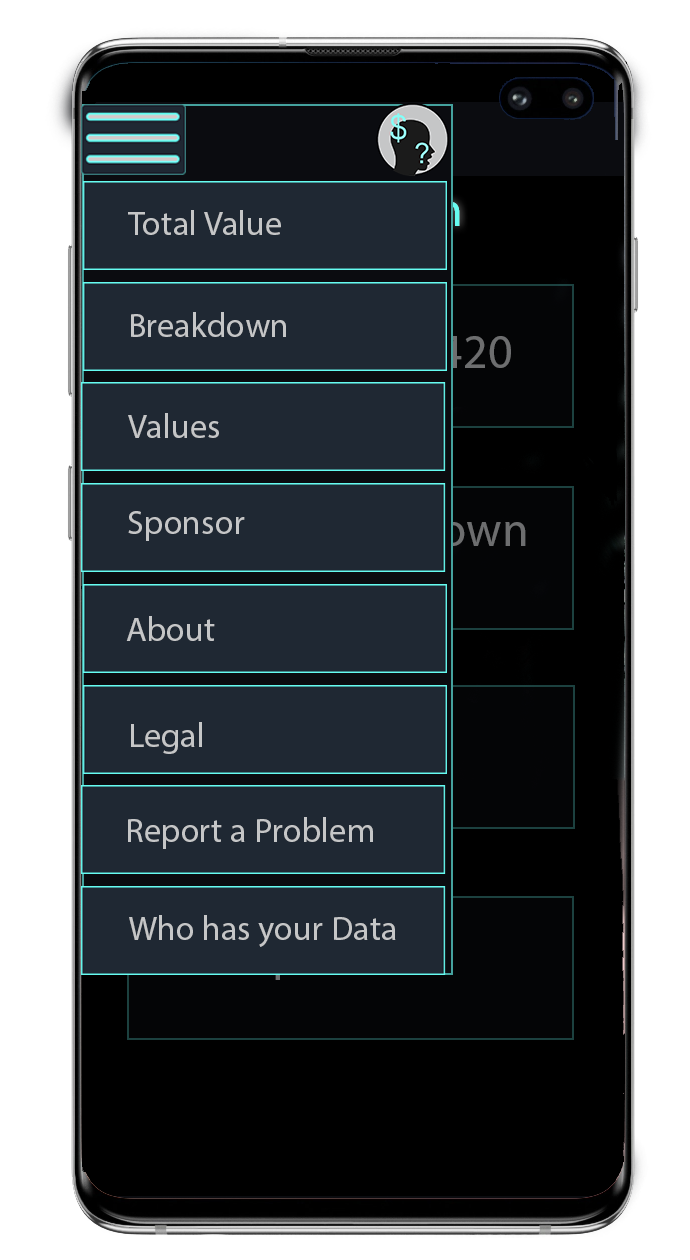 $
?
Total Value
Breakdown
420
Values
Sponsor
own
About
Legal
Report a Problem
Who has your Data